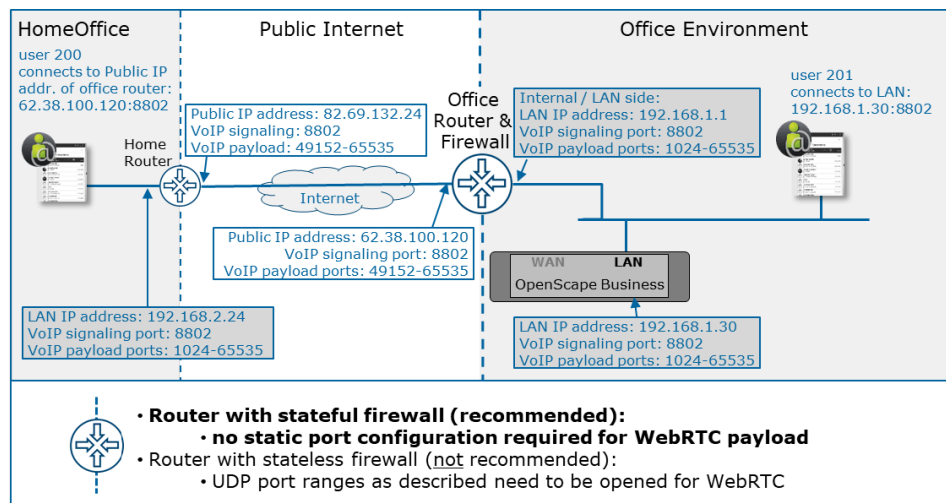 HomeOffice
Public Internet
Office Environment
user 200
connects to Public IP
addr. of office router:
62.38.100.120:8802
Public IP address: 82.69.132.24
VoIP signaling: 8802
VoIP payload: 49152-65535
Office
Router &
Firewall
Internal / LAN side:
LAN IP address: 192.168.1.1
VoIP signaling port: 8802
VoIP payload ports: 1024-65535
user 201
connects to LAN:
192.168.1.30:8802
@
Home
Router
@
Internet
Public IP address: 62.38.100.120
VoIP signaling port: 8802
VoIP payload ports: 49152-65535
WAN
LAN
OpenScape Business
LAN IP address: 192.168.2.24
VoIP signaling port: 8802
VoIP payload ports: 1024-65535
LAN IP address: 192.168.1.30
VoIP signaling port: 8802
VoIP payload ports: 1024-65535
• Router with stateful firewall (recommended):
• no static port configuration required for WebRTC payload
• Router with stateless firewall (not recommended):
• UDP port ranges as described need to be opened for WebRTC